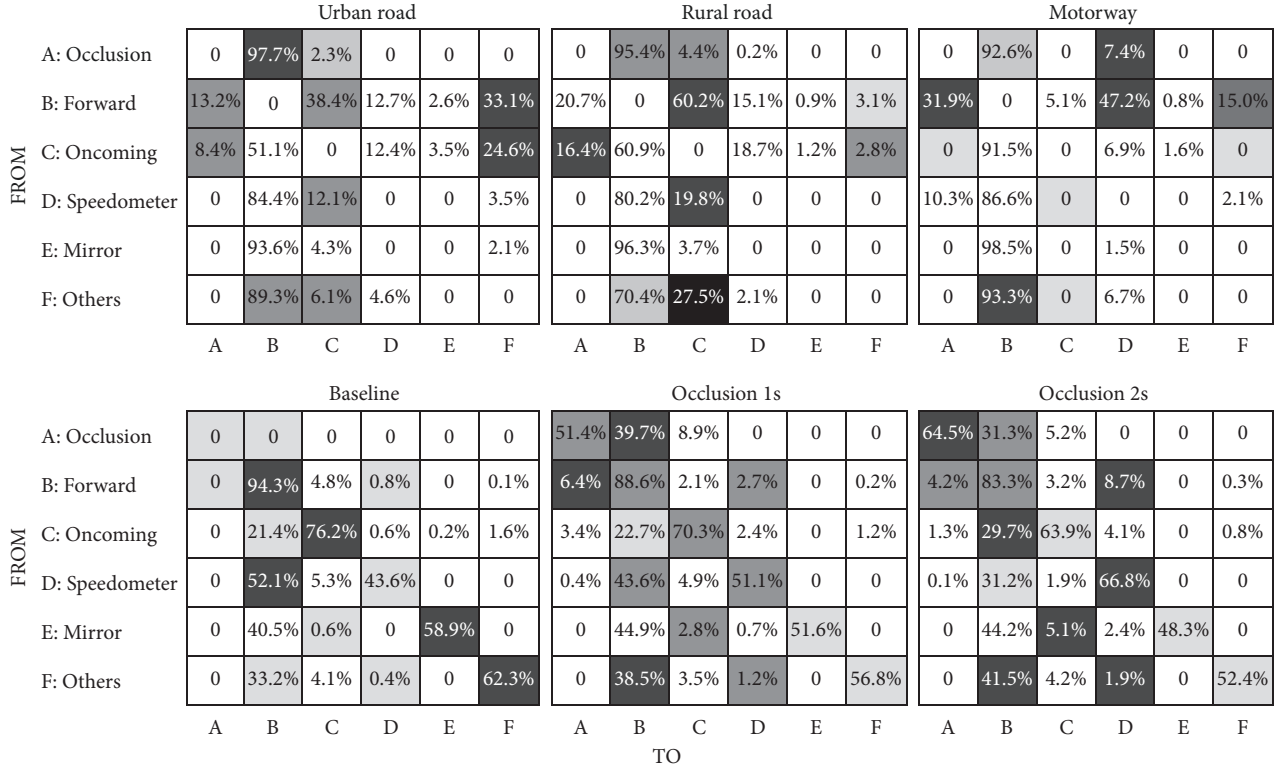 Urban road Rural road Motorway
A: Occlusion 0 97.7% 2.3% 0 0 0 0 95.4% 4.4% 0.2% 0 0 0 92.6% 0 7.4% 0 0
B: Forward 13.2% 0 38.4% 12.7% 2.6% 33.1% 20.7% 0 60.2% 15.1% 0.9% 3.1% 31.9% 0 5.1% 47.2% 0.8% 15.0%
C: Oncoming 8.4% 51.1% 0 12.4% 3.5% 24.6% 16.4% 60.9% 0 18.7% 1.2% 2.8% 0 91.5% 0 6.9% 1.6% 0
FROM
D: Speedometer 0 84.4% 12.1% 0 0 3.5% 0 80.2% 19.8% 0 0 0 10.3% 86.6% 0 0 0 2.1%
E: Mirror 0 93.6% 4.3% 0 0 2.1% 0 96.3% 3.7% 0 0 0 0 98.5% 0 1.5% 0 0
F: Others 0 89.3% 6.1% 4.6% 0 0 0 70.4% 27.5% 2.1% 0 0 0 93.3% 0 6.7% 0 0
A B C D E F A B C D E F A B C D E F
Baseline Occlusion 1s Occlusion 2s
A: Occlusion 0 0 0 0 0 0 51.4% 39.7% 8.9% 0 0 0 64.5% 31.3% 5.2% 0 0 0
B: Forward 0 94.3% 4.8% 0.8% 0 0.1% 6.4% 88.6% 2.1% 2.7% 0 0.2% 4.2% 83.3% 3.2% 8.7% 0 0.3%
C: Oncoming 0 21.4% 76.2% 0.6% 0.2% 1.6% 3.4% 22.7% 70.3% 2.4% 0 1.2% 1.3% 29.7% 63.9% 4.1% 0 0.8%
FROM
D: Speedometer 0 52.1% 5.3% 43.6% 0 0 0.4% 43.6% 4.9% 51.1% 0 0 0.1% 31.2% 1.9% 66.8% 0 0
E: Mirror 0 40.5% 0.6% 0 58.9% 0 0 44.9% 2.8% 0.7% 51.6% 0 0 44.2% 5.1% 2.4% 48.3% 0
F: Others 0 33.2% 4.1% 0.4% 0 62.3% 0 38.5% 3.5% 1.2% 0 56.8% 0 41.5% 4.2% 1.9% 0 52.4%
A B C D E F A B C D E F A B C D E F
TO